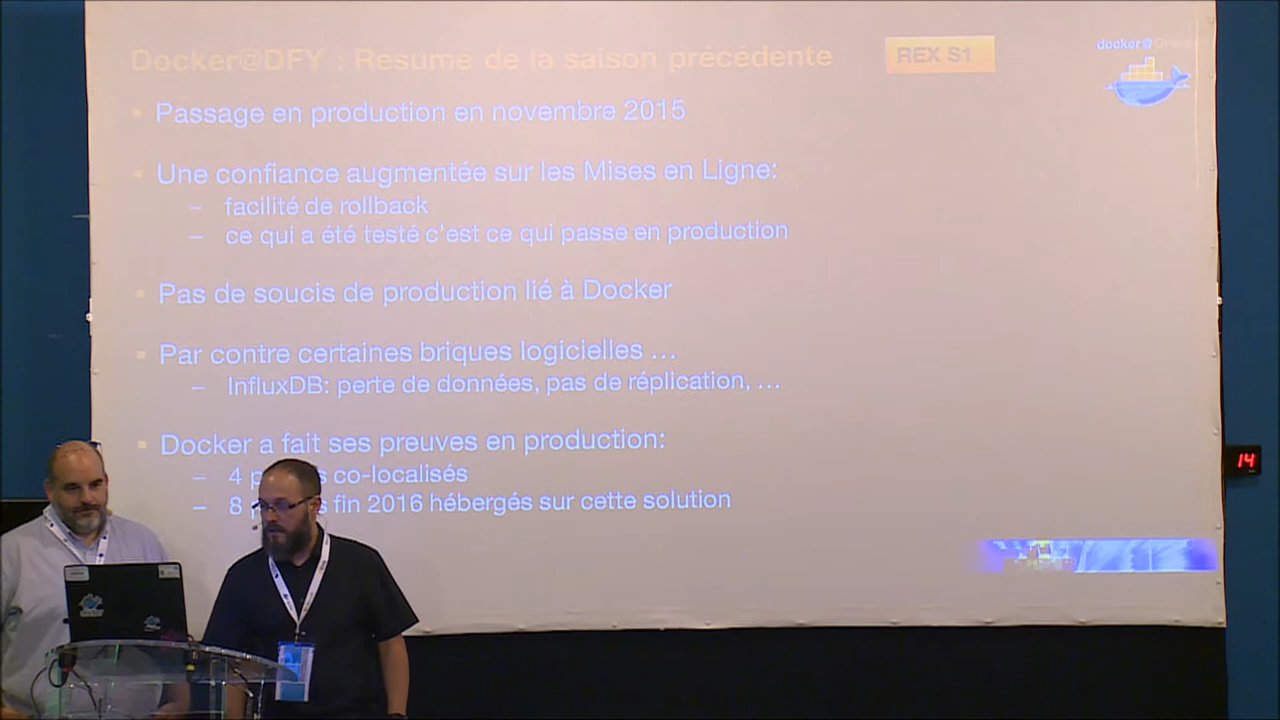 Docker@DFY : Résumé de la saison précédente
REX S1
docker@
Passage en production en novembre 2015
Une confiance augmentée sur les Mises en Ligne:
– facilité de rollback
– ce qui a été testé c'est ce qui passe en production
Pas de soucis de production lié à Docker
Par contre certaines briques logicielles …
– InfluxDB: perte de données, pas de réplication, …
Docker a fait ses preuves en production:
– 4 co-localisés
– 8 fin 2016 hébergés sur cette solution
14